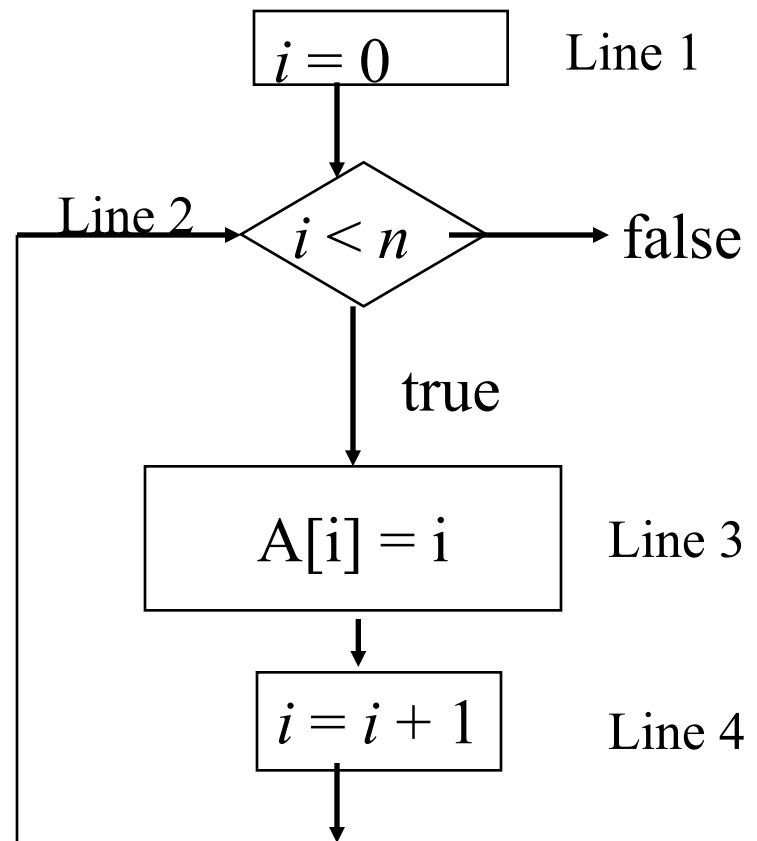 i = 0
Line 1
Line 2
i < n
false
true
A[i] = i
Line 3
i = i + 1
Line 4